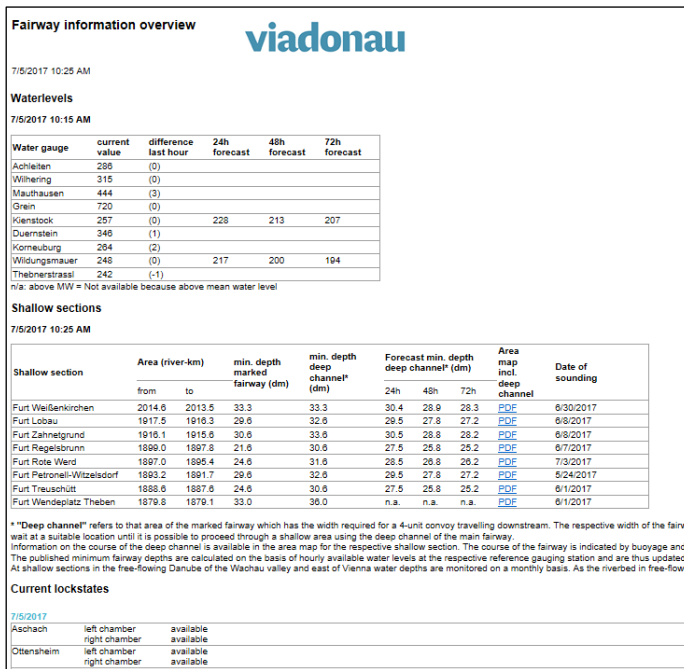 Fairway information overview
viadonau
7/5/2017 10:25 AM
Waterlevels
7/5/2017 10:15 AM
Water gauge current value difference last hour 24h forecast 48h forecast 72h forecast
Achleiten 286 (0)
Wilhering 315 (0)
Mauthausen 444 (3)
Grein 720 (0)
Kienstock 257 (0) 228 213 207
Duernstein 346 (1)
Korneuburg 264 (2)
Wildungsmauer 248 (0) 217 200 194
Thebnerstrassl 242 (-1)
n/a: above MW = Not available because above mean water level
Shallow sections
7/5/2017 10:25 AM
Shallow section Area (river-km) min. depth marked fairway (dm) min. depth deep channel* (dm) Forecast min. depth deep channel* (dm) Area map incl. deep channel Date of sounding
from to 24h 48h 72h
Furt Weißenkirchen 2014.6 2013.5 33.3 33.3 30.4 28.9 28.3 PDF 6/30/2017
Furt Lobau 1917.5 1916.3 29.6 32.6 29.5 27.8 27.2 PDF 6/8/2017
Furt Zahnetgrund 1916.1 1915.6 30.6 33.6 30.5 28.8 28.2 PDF 6/8/2017
Furt Regelsbrunn 1899.0 1897.8 21.6 30.6 27.5 25.8 25.2 PDF 6/7/2017
Furt Rote Werd 1897.0 1895.4 24.6 31.6 28.5 26.8 26.2 PDF 7/3/2017
Furt Petronell-Witzelsdorf 1893.2 1891.7 29.6 32.6 29.5 27.8 27.2 PDF 5/24/2017
Furt Treuschütt 1888.6 1887.6 24.6 30.6 27.5 25.8 25.2 PDF 6/1/2017
Furt Wendeplatz Theben 1879.8 1879.1 33.0 36.0 n.a. n.a. n.a. PDF 6/1/2017
* "Deep channel" refers to that area of the marked fairway which has the width required for a 4-unit convoy travelling downstream. The respective width of the fairw
wait at a suitable location until it is possible to proceed through a shallow area using the deep channel of the main fairway.
Information on the course of the deep channel is available in the area map for the respective shallow section. The course of the fairway is indicated by buoyage and
The published minimum fairway depths are calculated on the basis of hourly available water levels at the respective reference gauging station and are thus updated
At shallow sections in the free-flowing Danube of the Wachau valley and east of Vienna water depths are monitored on a monthly basis. As the riverbed in free-flow
Current lockstates
7/5/2017
Aschach left chamber available
right chamber available
Ottensheim left chamber available
right chamber available